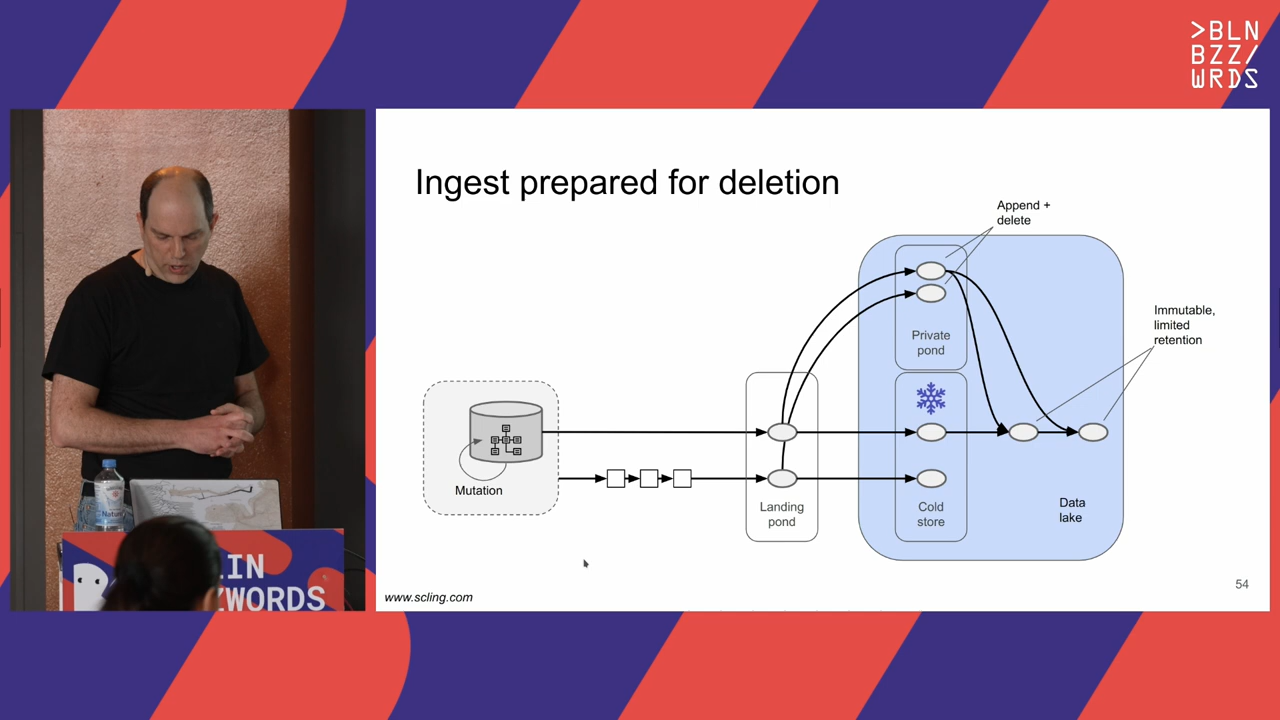 >BLN
BZZ/
WRDS
Ingest prepared for deletion
Append +
delete
Immutable,
limited
retention
Private
pond
Mutation
Landing
pond
Cold
store
Data
lake
www.scling.com
54
WORDS